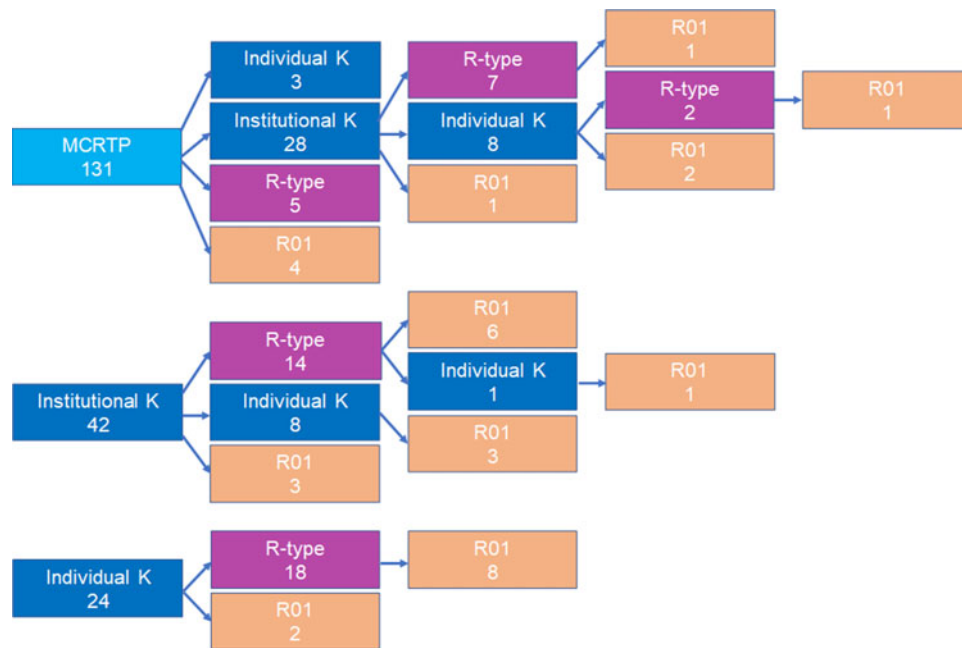 MCRTP
131
Individual K
3
Institutional K
28
R-type
5
R01
4
R-type
7
Individual K
8
R01
1
R01
1
R-type
2
R01
2
R01
1
Institutional K
42
R-type
14
Individual K
8
R01
3
R01
6
Individual K
1
R01
3
R01
1
Individual K
24
R-type
18
R01
2
R01
8